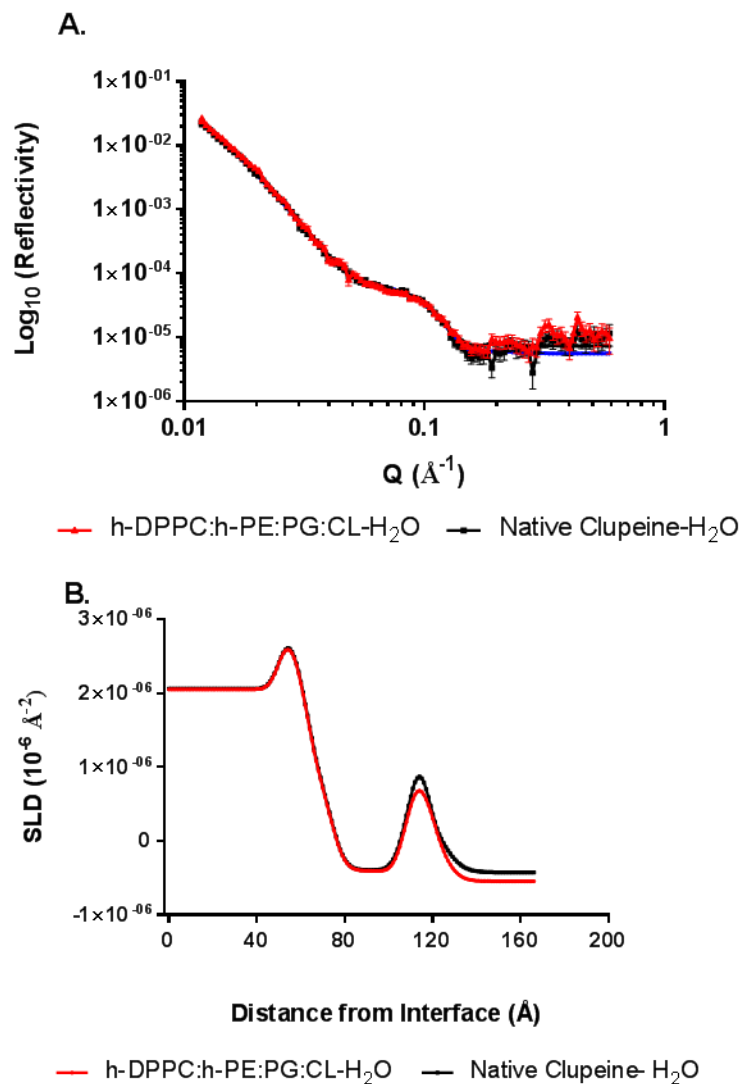 A.
1×10⁻⁰¹
1×10⁻⁰²
1×10⁻⁰³
1×10⁻⁰⁴
1×10⁻⁰⁵
1×10⁻⁰⁶
Log₁₀ (Reflectivity)
0.01 0.1 1
Q (Å⁻¹)
h-DPPC:h-PE:PG:CL-H₂O Native Clupeine-H₂O
B.
3×10⁻⁰⁶
2×10⁻⁰⁶
1×10⁻⁰⁶
0
-1×10⁻⁰⁶
SLD (10⁻⁶ Å⁻²)
0 40 80 120 160 200
Distance from Interface (Å)
h-DPPC:h-PE:PG:CL-H₂O Native Clupeine- H₂O